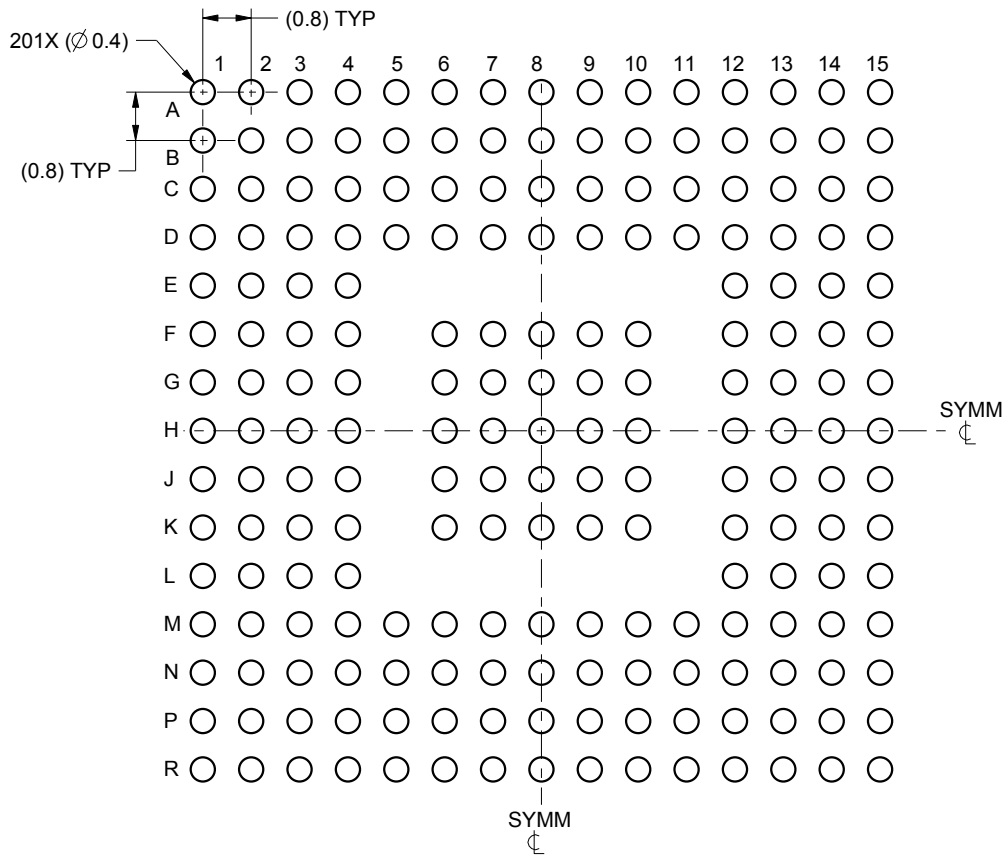 (0.8) TYP
201X (∅ 0.4)
1 2 3 4 5 6 7 8 9 10 11 12 13 14 15
A
B
(0.8) TYP
C
D
E
F
G
SYMM
H
℄
J
K
L
M
N
P
R
SYMM
℄